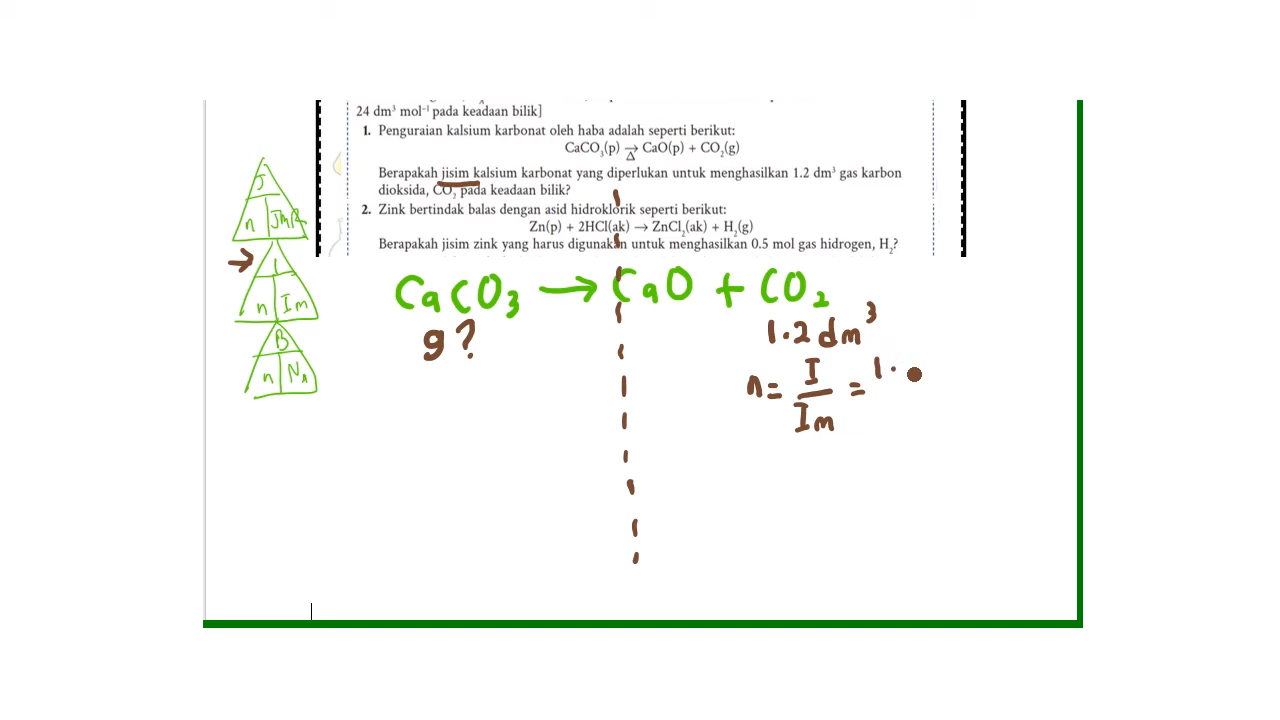 24 dm³ mol⁻¹ pada keadaan bilik]
1. Penguraian kalsium karbonat oleh haba adalah seperti berikut:
CaCO₃(p) →
Δ CaO(p) + CO₂(g)
Berapakah jisim kalsium karbonat yang diperlukan untuk menghasilkan 1.2 dm³ gas karbon
dioksida, CO₂ pada keadaan bilik?
2. Zink bertindak balas dengan asid hidroklorik seperti berikut:
Zn(p) + 2HCl(ak) → ZnCl₂(ak) + H₂(g)
Berapakah jisim zink yang harus digunakan untuk menghasilkan 0.5 mol gas hidrogen, H₂?
J
n JMR
I
n Im
B
n NA
CaCO₃ → CaO + CO₂
g? 1.2 dm³
n = I / Im = 1.